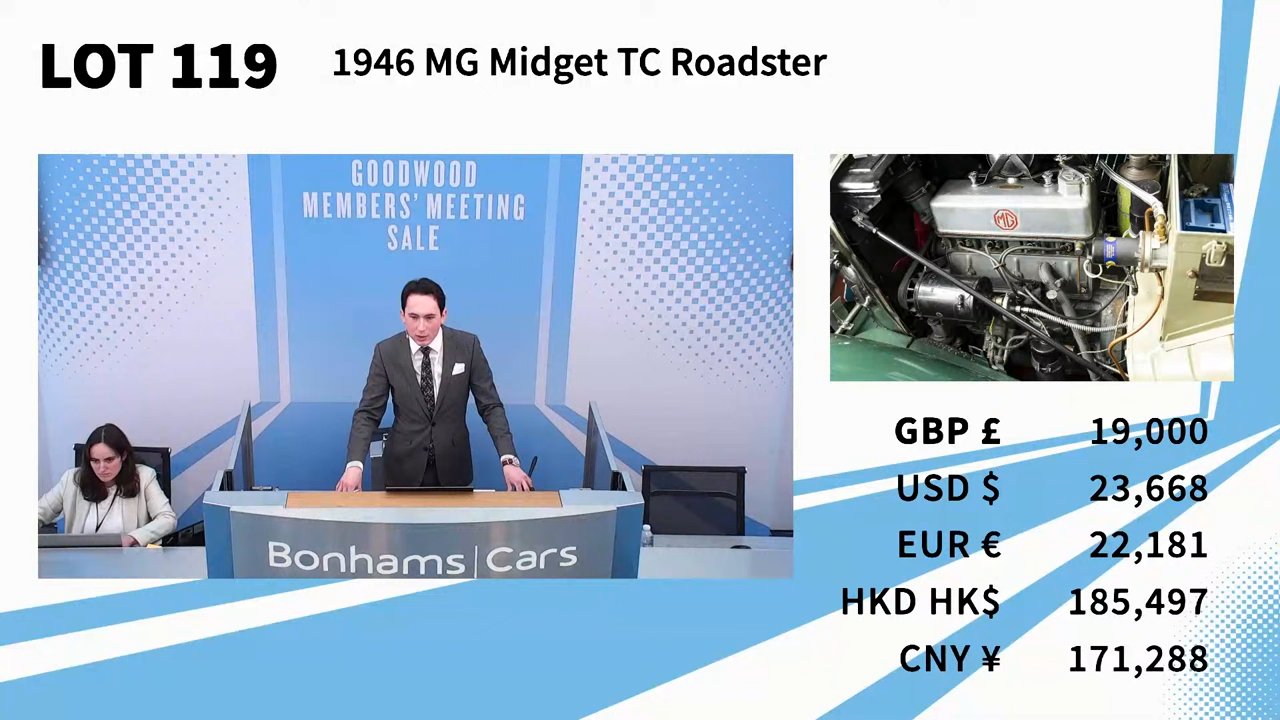 LOT 119
1946 MG Midget TC Roadster
GOODWOOD
MEMBERS' MEETING
SALE
MG
Bonhams|Cars
GBP £ 19,000
USD $ 23,668
EUR € 22,181
HKD HK$ 185,497
CNY ¥ 171,288